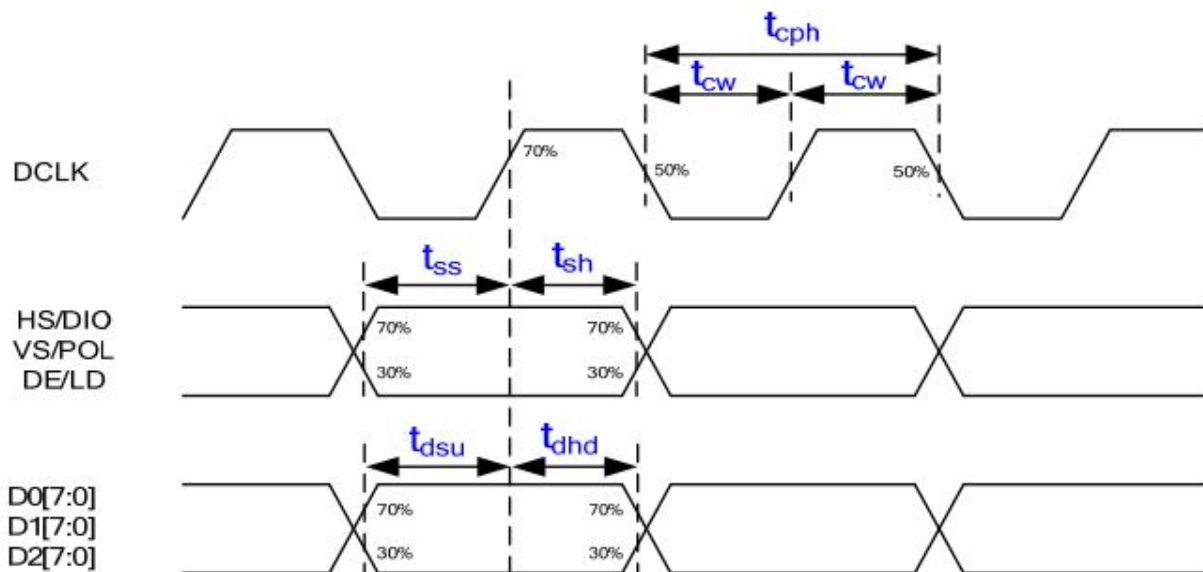 tcph
tcw tcw
DCLK
70%
50%
50%
tss tsh
HS/DIO
VS/POL
DE/LD
70% 70%
30% 30%
tdsu tdhd
D0[7:0]
D1[7:0]
D2[7:0]
70% 70%
30% 30%